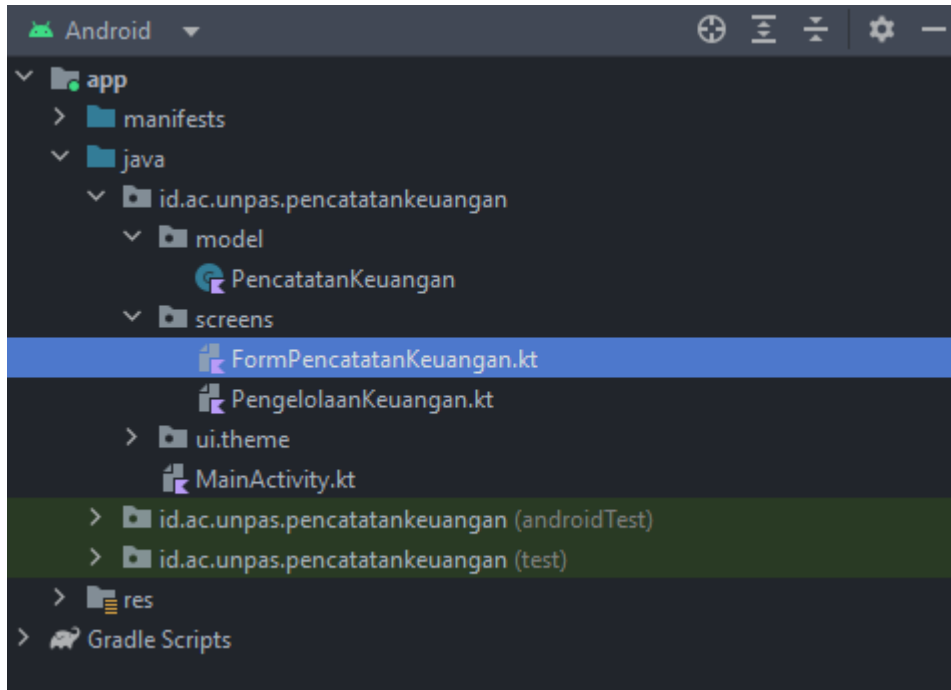 Android
app
manifests
java
id.ac.unpas.pencatatankeuangan
model
PencatatanKeuangan
screens
FormPencatatanKeuangan.kt
PengelolaanKeuangan.kt
ui.theme
MainActivity.kt
id.ac.unpas.pencatatankeuangan (androidTest)
id.ac.unpas.pencatatankeuangan (test)
res
Gradle Scripts